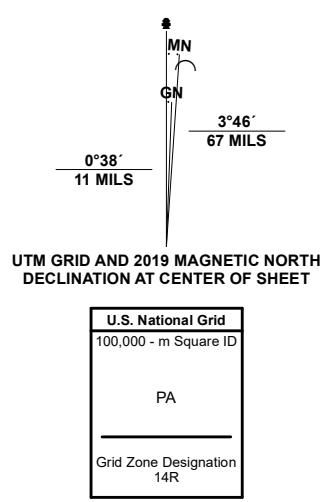 MN
GN
3°46´
67 MILS
0°38´
11 MILS
UTM GRID AND 2019 MAGNETIC NORTH
DECLINATION AT CENTER OF SHEET
U.S. National Grid
100,000 - m Square ID
PA
Grid Zone Designation
14R